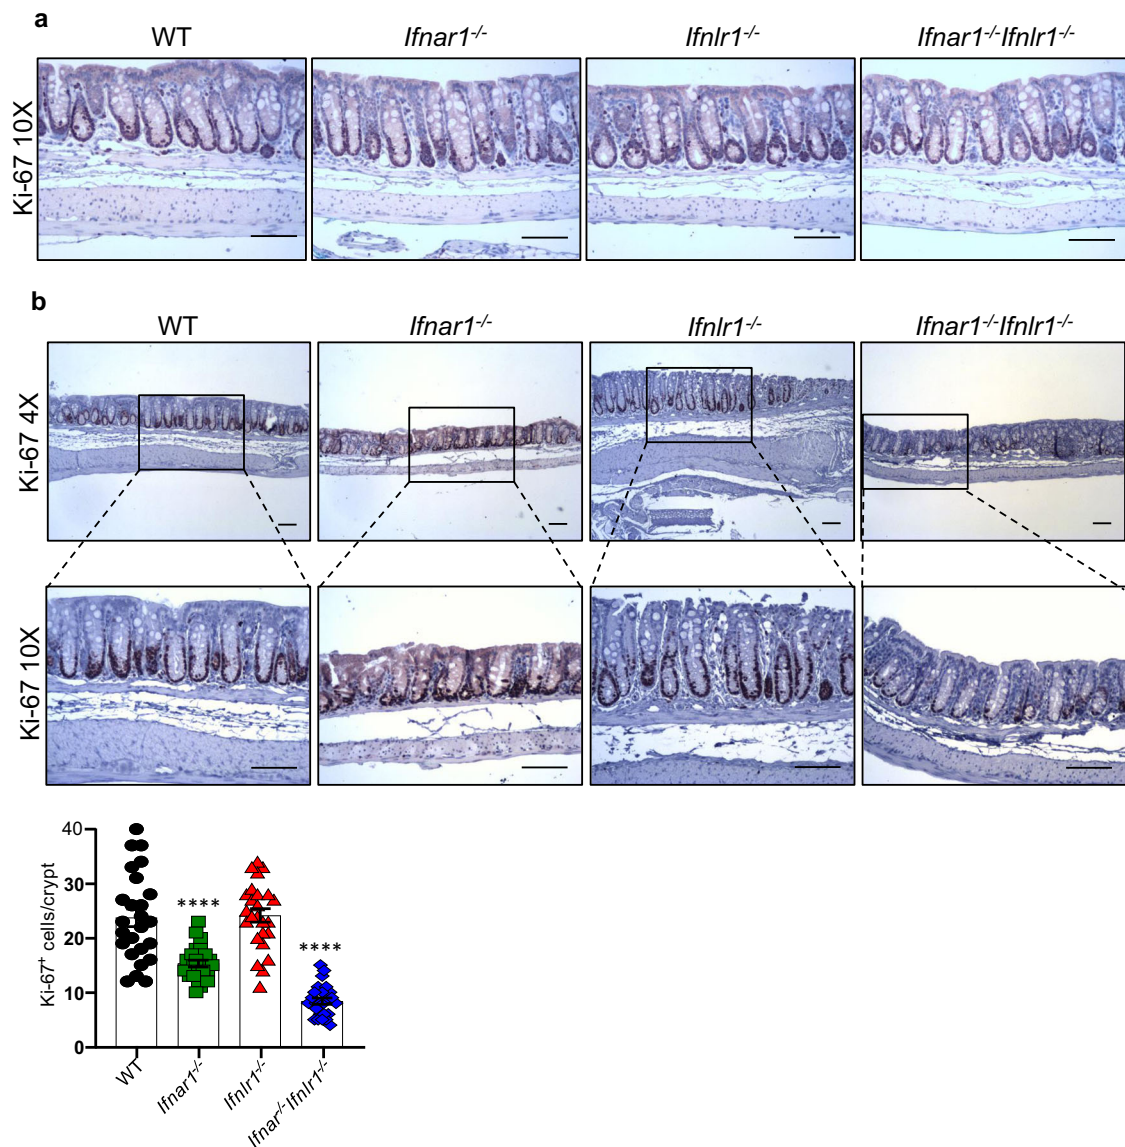 a
WT Ifnar1-/- Ifnlr1-/- Ifnar1-/-Ifnlr1-/-
Ki-67 10X
b
WT Ifnar1-/- Ifnlr1-/- Ifnar1-/-Ifnlr1-/-
Ki-67 4X
Ki-67 10X
Ki-67+ cells/crypt
40
30
20
10
0
****
****
WT
Ifnar1-/-
Ifnlr1-/-
Ifnar-/-Ifnlr1-/-